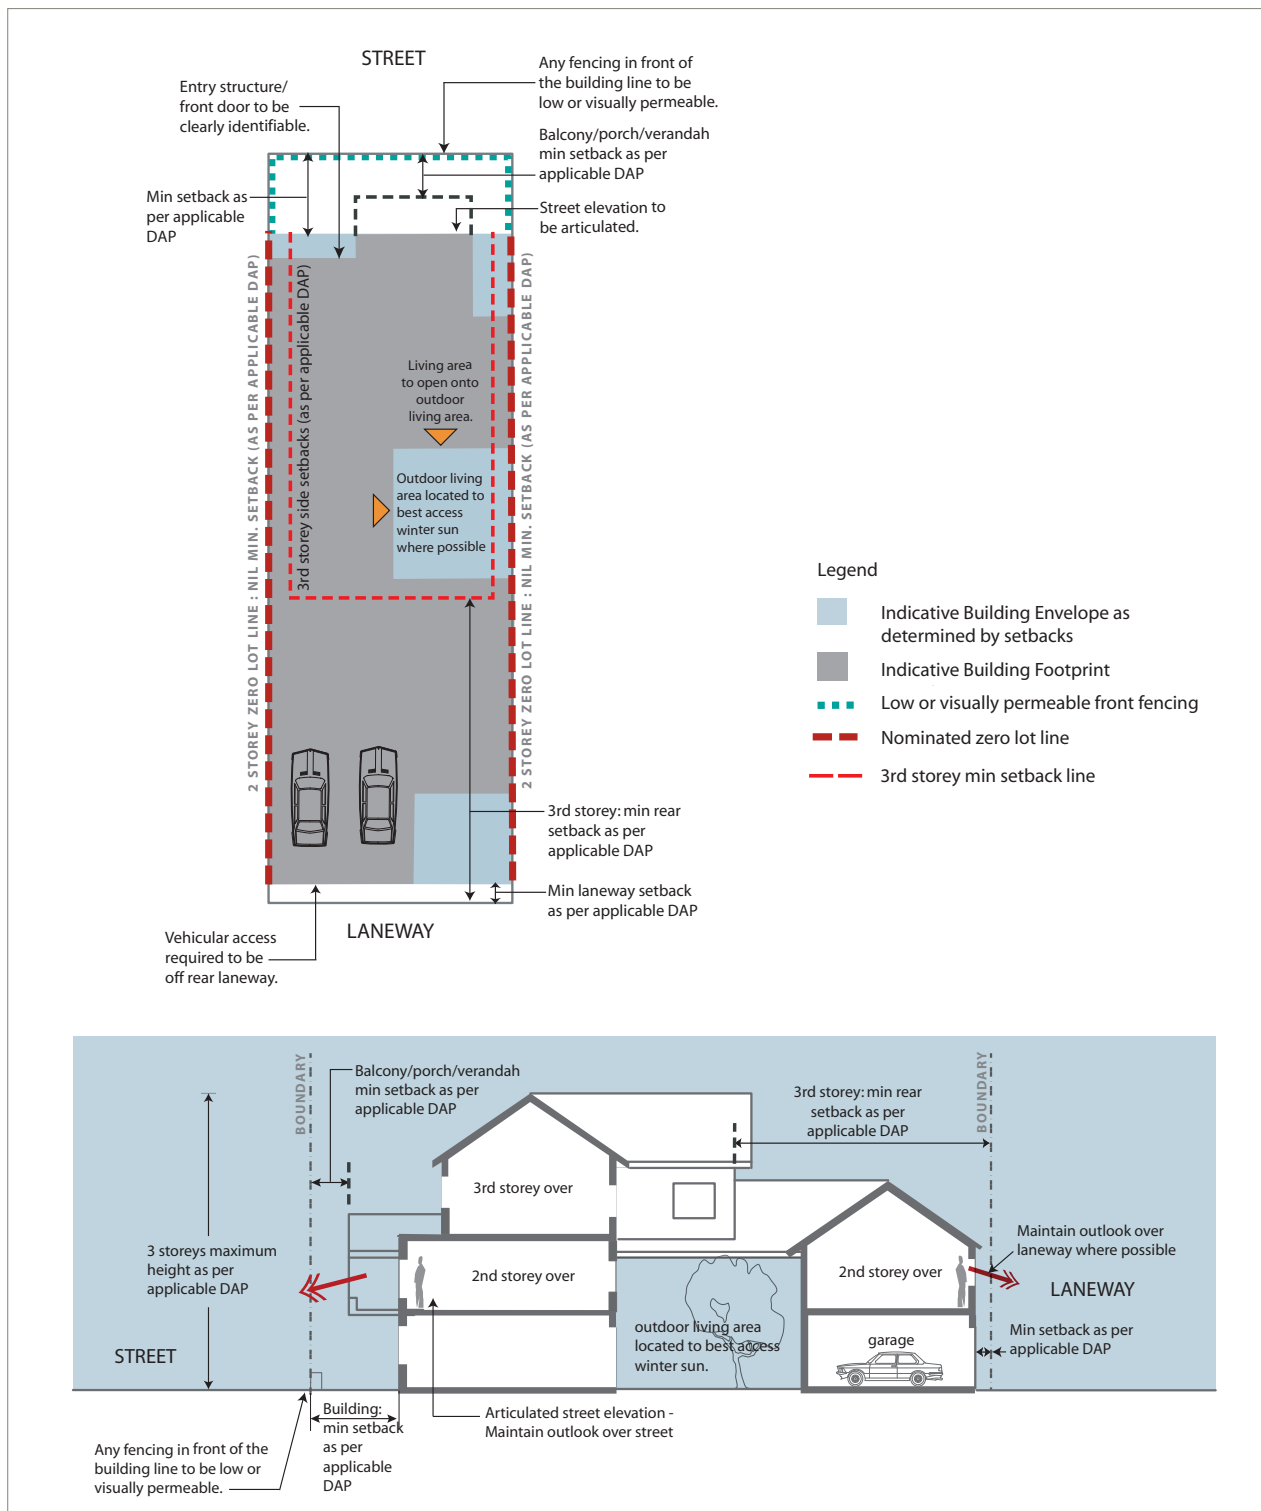 STREET
Any fencing in front of
the building line to be
low or visually permeable.
Entry structure/
front door to be
clearly identifiable.
Balcony/porch/verandah
min setback as per
applicable DAP
Min setback as
per applicable
DAP
Street elevation to
be articulated.
2 STOREY ZERO LOT LINE : NIL MIN. SETBACK (AS PER APPLICABLE DAP)
3rd storey side setbacks (as per applicable DAP)
2 STOREY ZERO LOT LINE : NIL MIN. SETBACK (AS APPLICABLE DAP)
Living area
to open onto
outdoor
living area.
Outdoor living
area located to
best access
winter sun
where possible
Legend
Indicative Building Envelope as
determined by setbacks
Indicative Building Footprint
Low or visually permeable front fencing
Nominated zero lot line
3rd storey min setback line
3rd storey: min rear
setback as per
applicable DAP
Min laneway setback
as per applicable DAP
LANEWAY
Vehicular access
required to be
off rear laneway.
BOUNDARY
Balcony/porch/verandah
min setback as per
applicable DAP
3rd storey: min rear
setback as per
applicable DAP
BOUNDARY
3rd storey over
3 storeys maximum
height as per
applicable DAP
2nd storey over
2nd storey over
Maintain outlook over
laneway where possible
LANEWAY
STREET
outdoor living area
located to best access
winter sun.
garage
Min setback as per
applicable DAP
Building:
min setback
as per
applicable
DAP
Articulated street elevation -
Maintain outlook over street
Any fencing in front of the
building line to be low or
visually permeable.